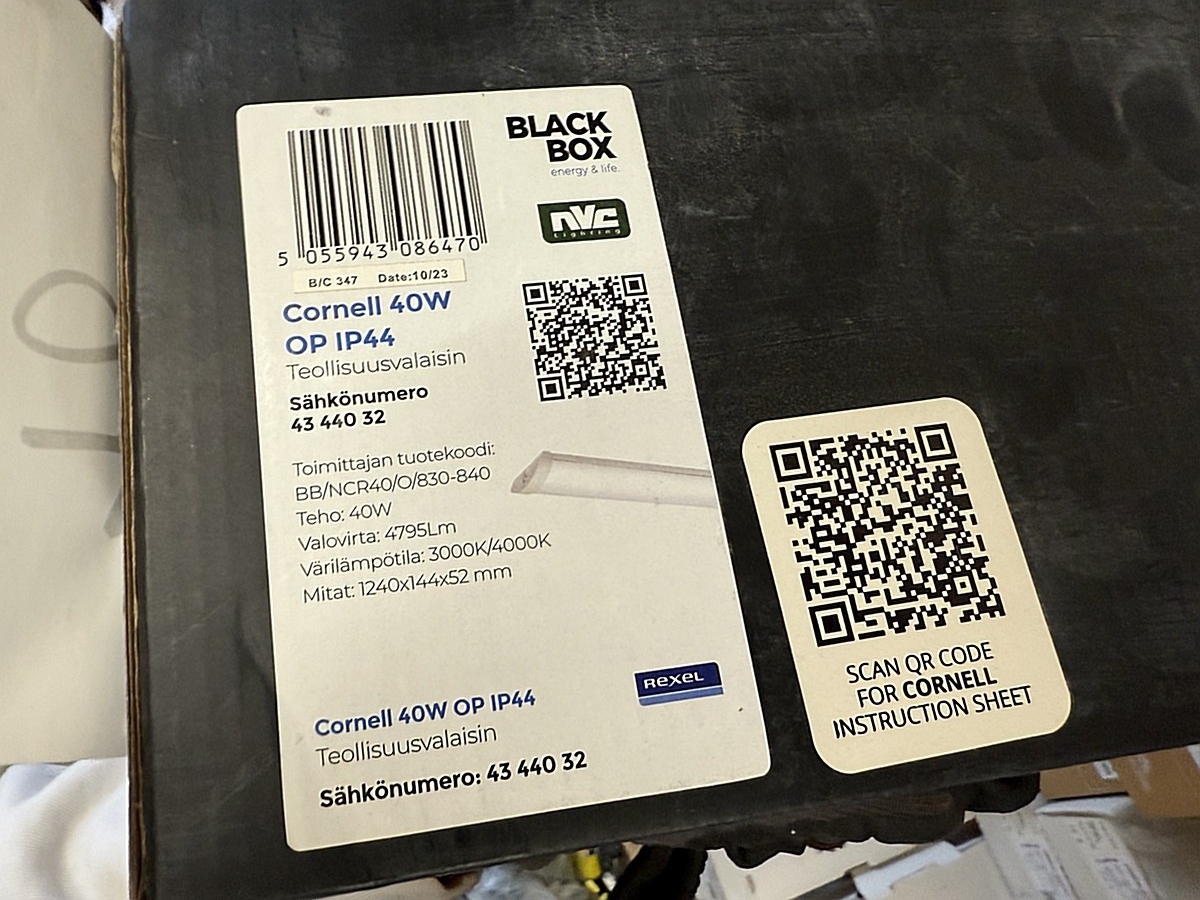 BLACK
BOX
energy & life.
nvc
Lighting
5 055943 086470
B/C 347 Date:10/23
Cornell 40W
OP IP44
Teollisuusvalaisin
Sähkönumero
43 440 32
Toimittajan tuotekoodi:
BB/NCR40/O/830-840
Teho: 40W
Valovirta: 4795Lm
Värilämpötila: 3000K/4000K
Mitat: 1240x144x52 mm
REXEL
Cornell 40W OP IP44
Teollisuusvalaisin
Sähkönumero: 43 440 32
SCAN QR CODE
FOR CORNELL
INSTRUCTION SHEET